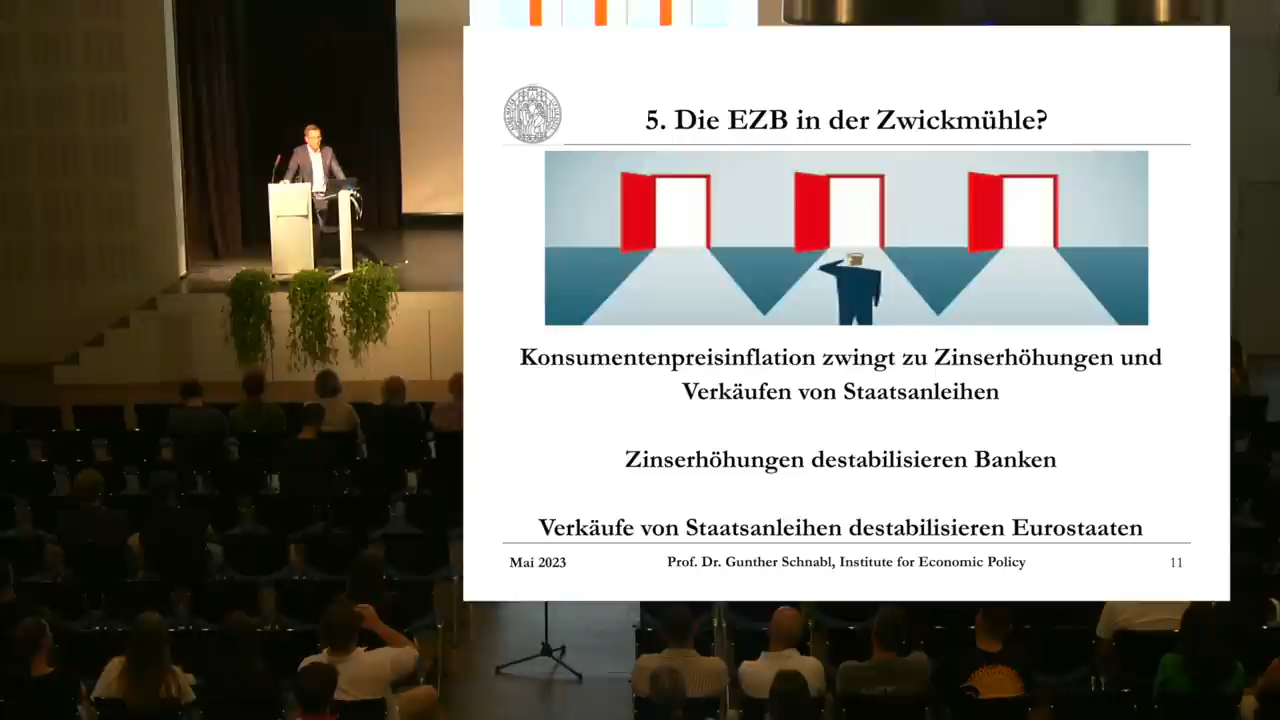 5. Die EZB in der Zwickmühle?
Konsumentenpreisinflation zwingt zu Zinserhöhungen und
Verkäufen von Staatsanleihen
Zinserhöhungen destabilisieren Banken
Verkäufe von Staatsanleihen destabilisieren Eurostaaten
Mai 2023
Prof. Dr. Gunther Schnabl, Institute for Economic Policy
11